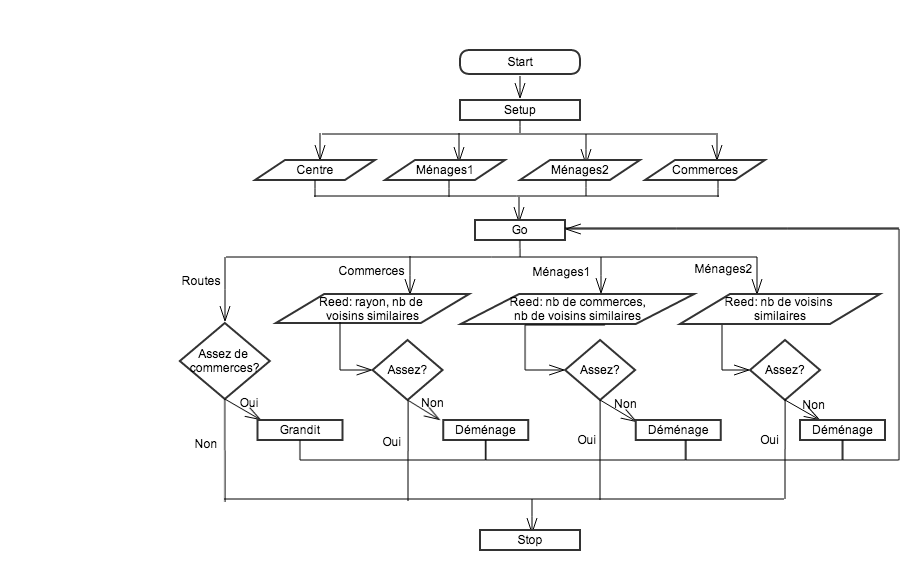 Start
Setup
Centre
Ménages1
Ménages2
Commerces
Go
Routes
Commerces
Ménages1
Ménages2
Reed: rayon, nb de
voisins similaires
Reed: nb de commerces,
nb de voisins similaires
Reed: nb de voisins
similaires
Assez de
commerces?
Assez?
Assez?
Assez?
Oui
Non
Non
Non
Grandit
Déménage
Déménage
Déménage
Non
Oui
Oui
Oui
Stop